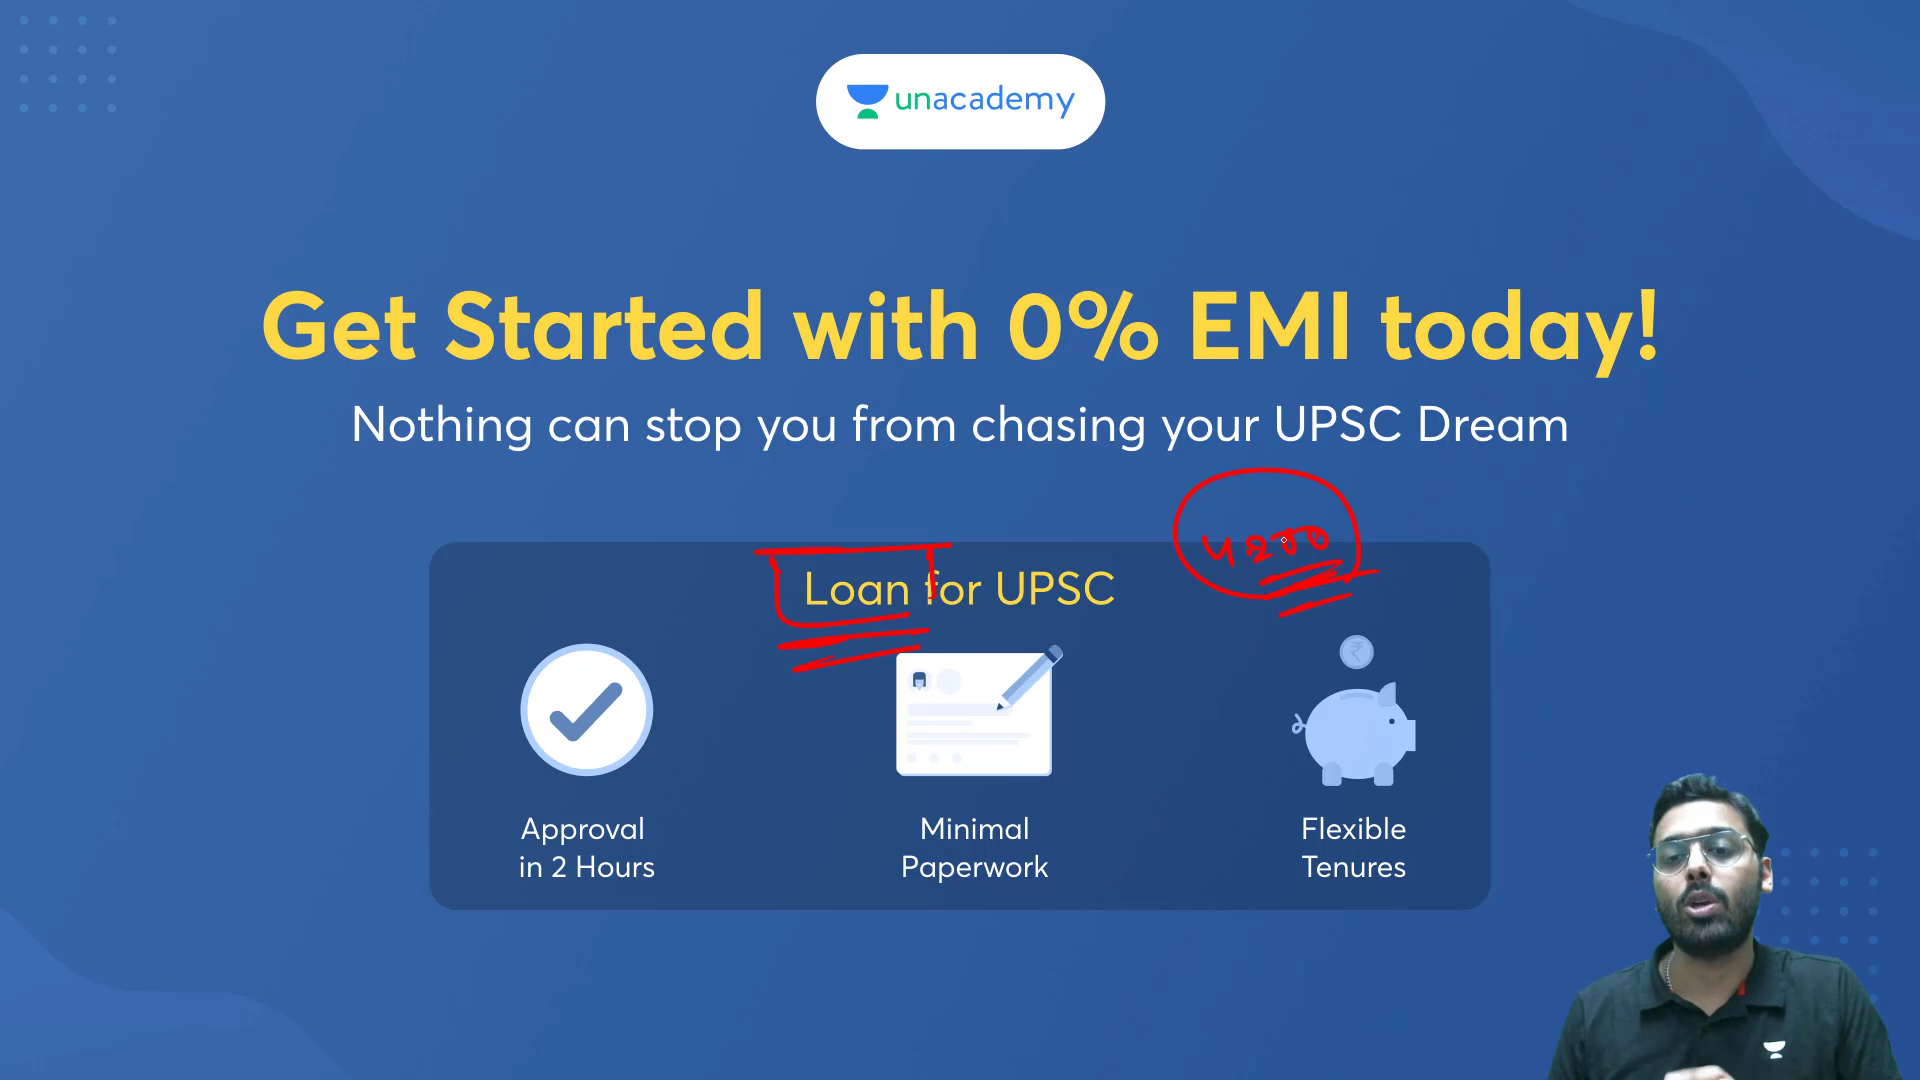 unacademy
Get Started with 0% EMI today!
Nothing can stop you from chasing your UPSC Dream
4200
Loan for UPSC
Approval
in 2 Hours
Minimal
Paperwork
Flexible
Tenures